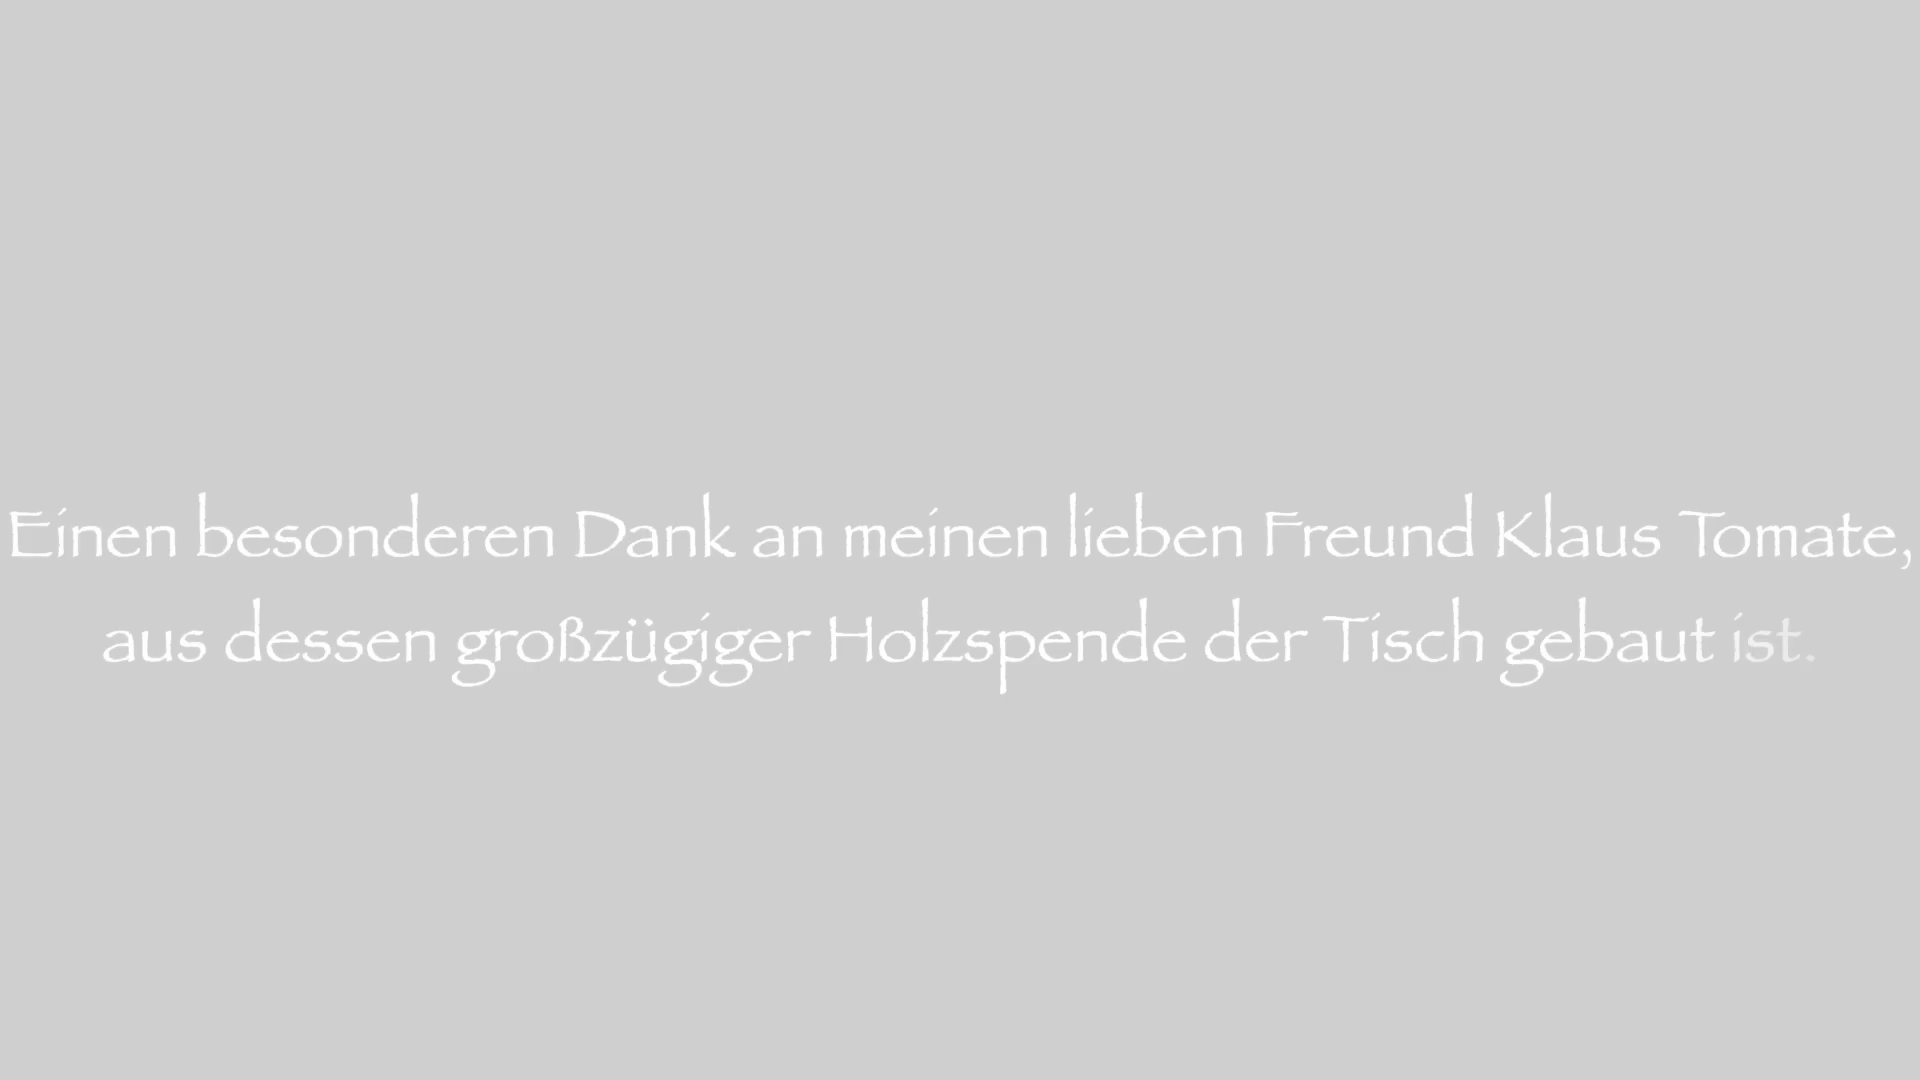 Einen besonderen Dank an meinen lieben Freund Klaus Tomate,
aus dessen großzügiger Holzspende der Tisch gebaut ist.